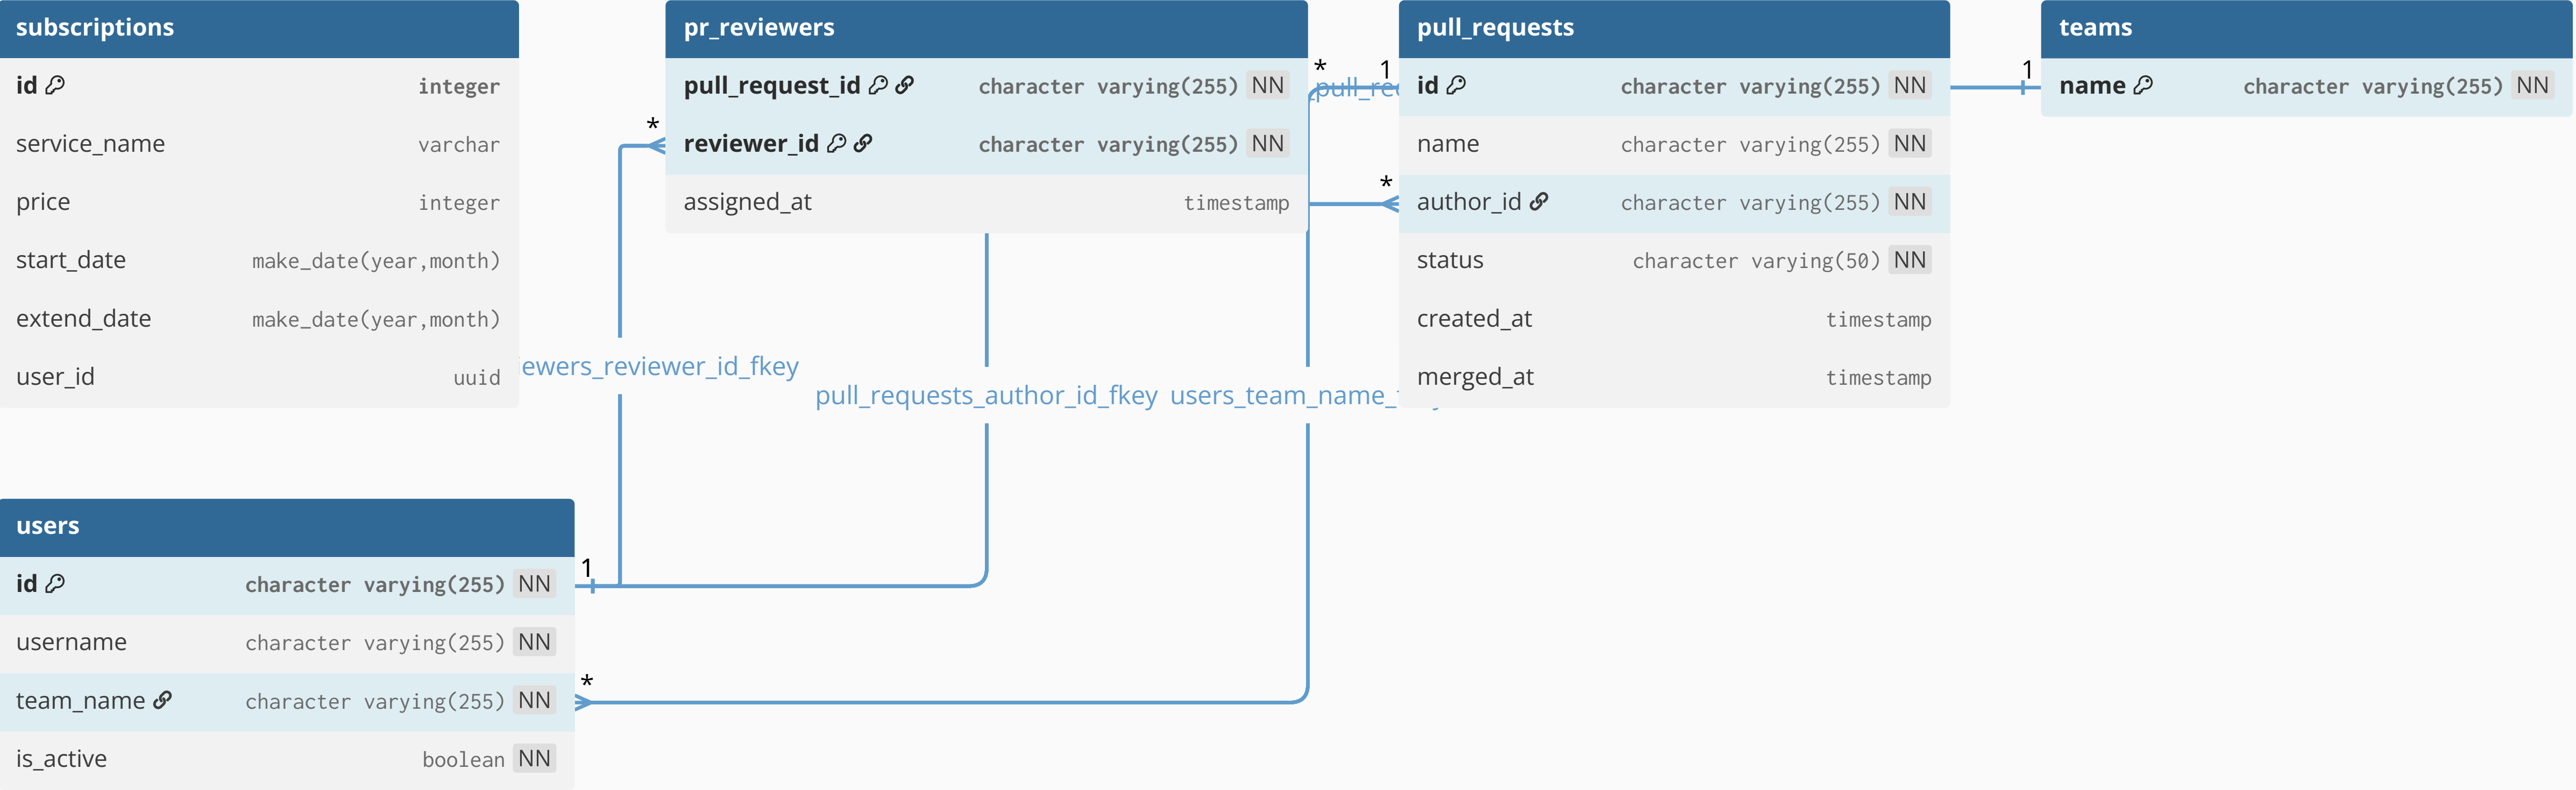 subscriptions
id integer
service_name varchar
price integer
start_date make_date(year,month)
extend_date make_date(year,month)
user_id uuid
pr_reviewers
pull_request_id character varying(255) NN
reviewer_id character varying(255) NN
assigned_at timestamp
pull_requests
id character varying(255) NN
name character varying(255) NN
author_id character varying(255) NN
status character varying(50) NN
created_at timestamp
merged_at timestamp
teams
name character varying(255) NN
users
id character varying(255) NN
username character varying(255) NN
team_name character varying(255) NN
is_active boolean NN
* 1
1
*
*
1
*
ewers_reviewer_id_fkey
pull_requests_author_id_fkey
users_team_name_